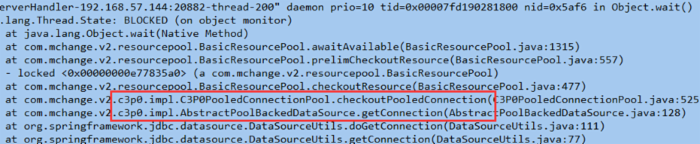 erverHandler-192.168.57.144:20882-thread-200" daemon prio=10 tid=0x00007fd190281800 nid=0x5af6 in Object.wait()
.lang.Thread.State: BLOCKED (on object monitor)
at java.lang.Object.wait(Native Method)
at com.mchange.v2.resourcepool.BasicResourcePool.awaitAvailable(BasicResourcePool.java:1315)
at com.mchange.v2.resourcepool.BasicResourcePool.prelimCheckoutResource(BasicResourcePool.java:557)
- locked <0x00000000e77835a0> (a com.mchange.v2.resourcepool.BasicResourcePool)
at com.mchange.v2.resourcepool.BasicResourcePool.checkoutResource(BasicResourcePool.java:477)
at com.mchange.v2.c3p0.impl.C3P0PooledConnectionPool.checkoutPooledConnection(C3P0PooledConnectionPool.java:525
at com.mchange.v2.c3p0.impl.AbstractPoolBackedDataSource.getConnection(AbstractPoolBackedDataSource.java:128)
at org.springframework.jdbc.datasource.DataSourceUtils.doGetConnection(DataSourceUtils.java:111)
at org.springframework.jdbc.datasource.DataSourceUtils.getConnection(DataSourceUtils.java:77)